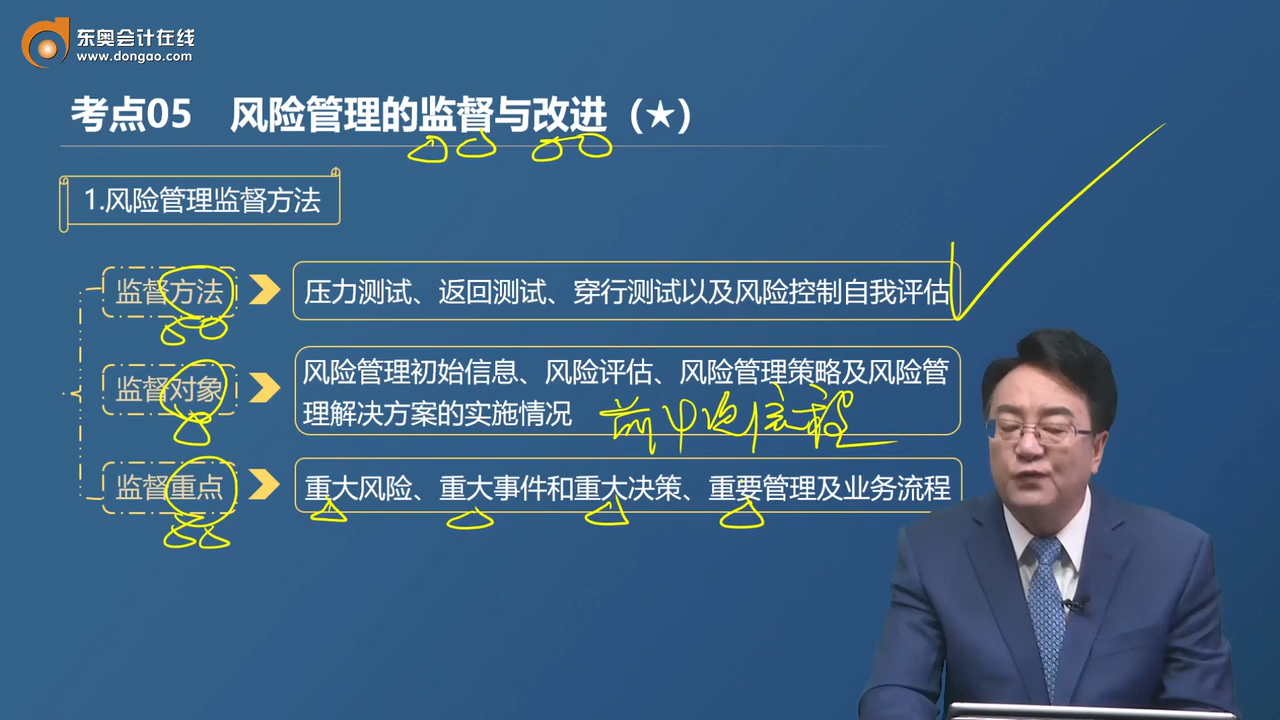 东奥会计在线
www.dongao.com
考点05 风险管理的监督与改进（★）
1.风险管理监督方法
监督方法
压力测试、返回测试、穿行测试以及风险控制自我评估
监督对象
风险管理初始信息、风险评估、风险管理策略及风险管
理解决方案的实施情况
监督重点
重大风险、重大事件和重大决策、重要管理及业务流程